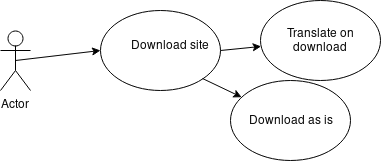 Download site
Translate on
download
Actor
Download as is